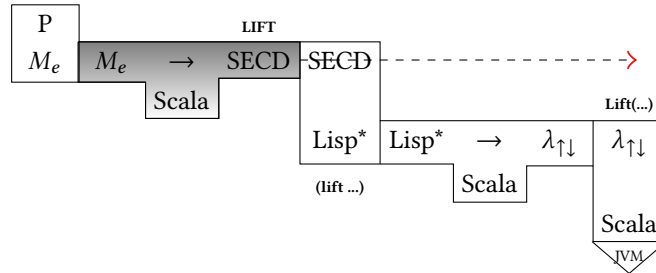 P LIFT
M_e M_e → SECD SECD
Scala Lift(...)
Lisp* Lisp* → λ↑↓ λ↑↓
(lift ...) Scala
Scala
JVM